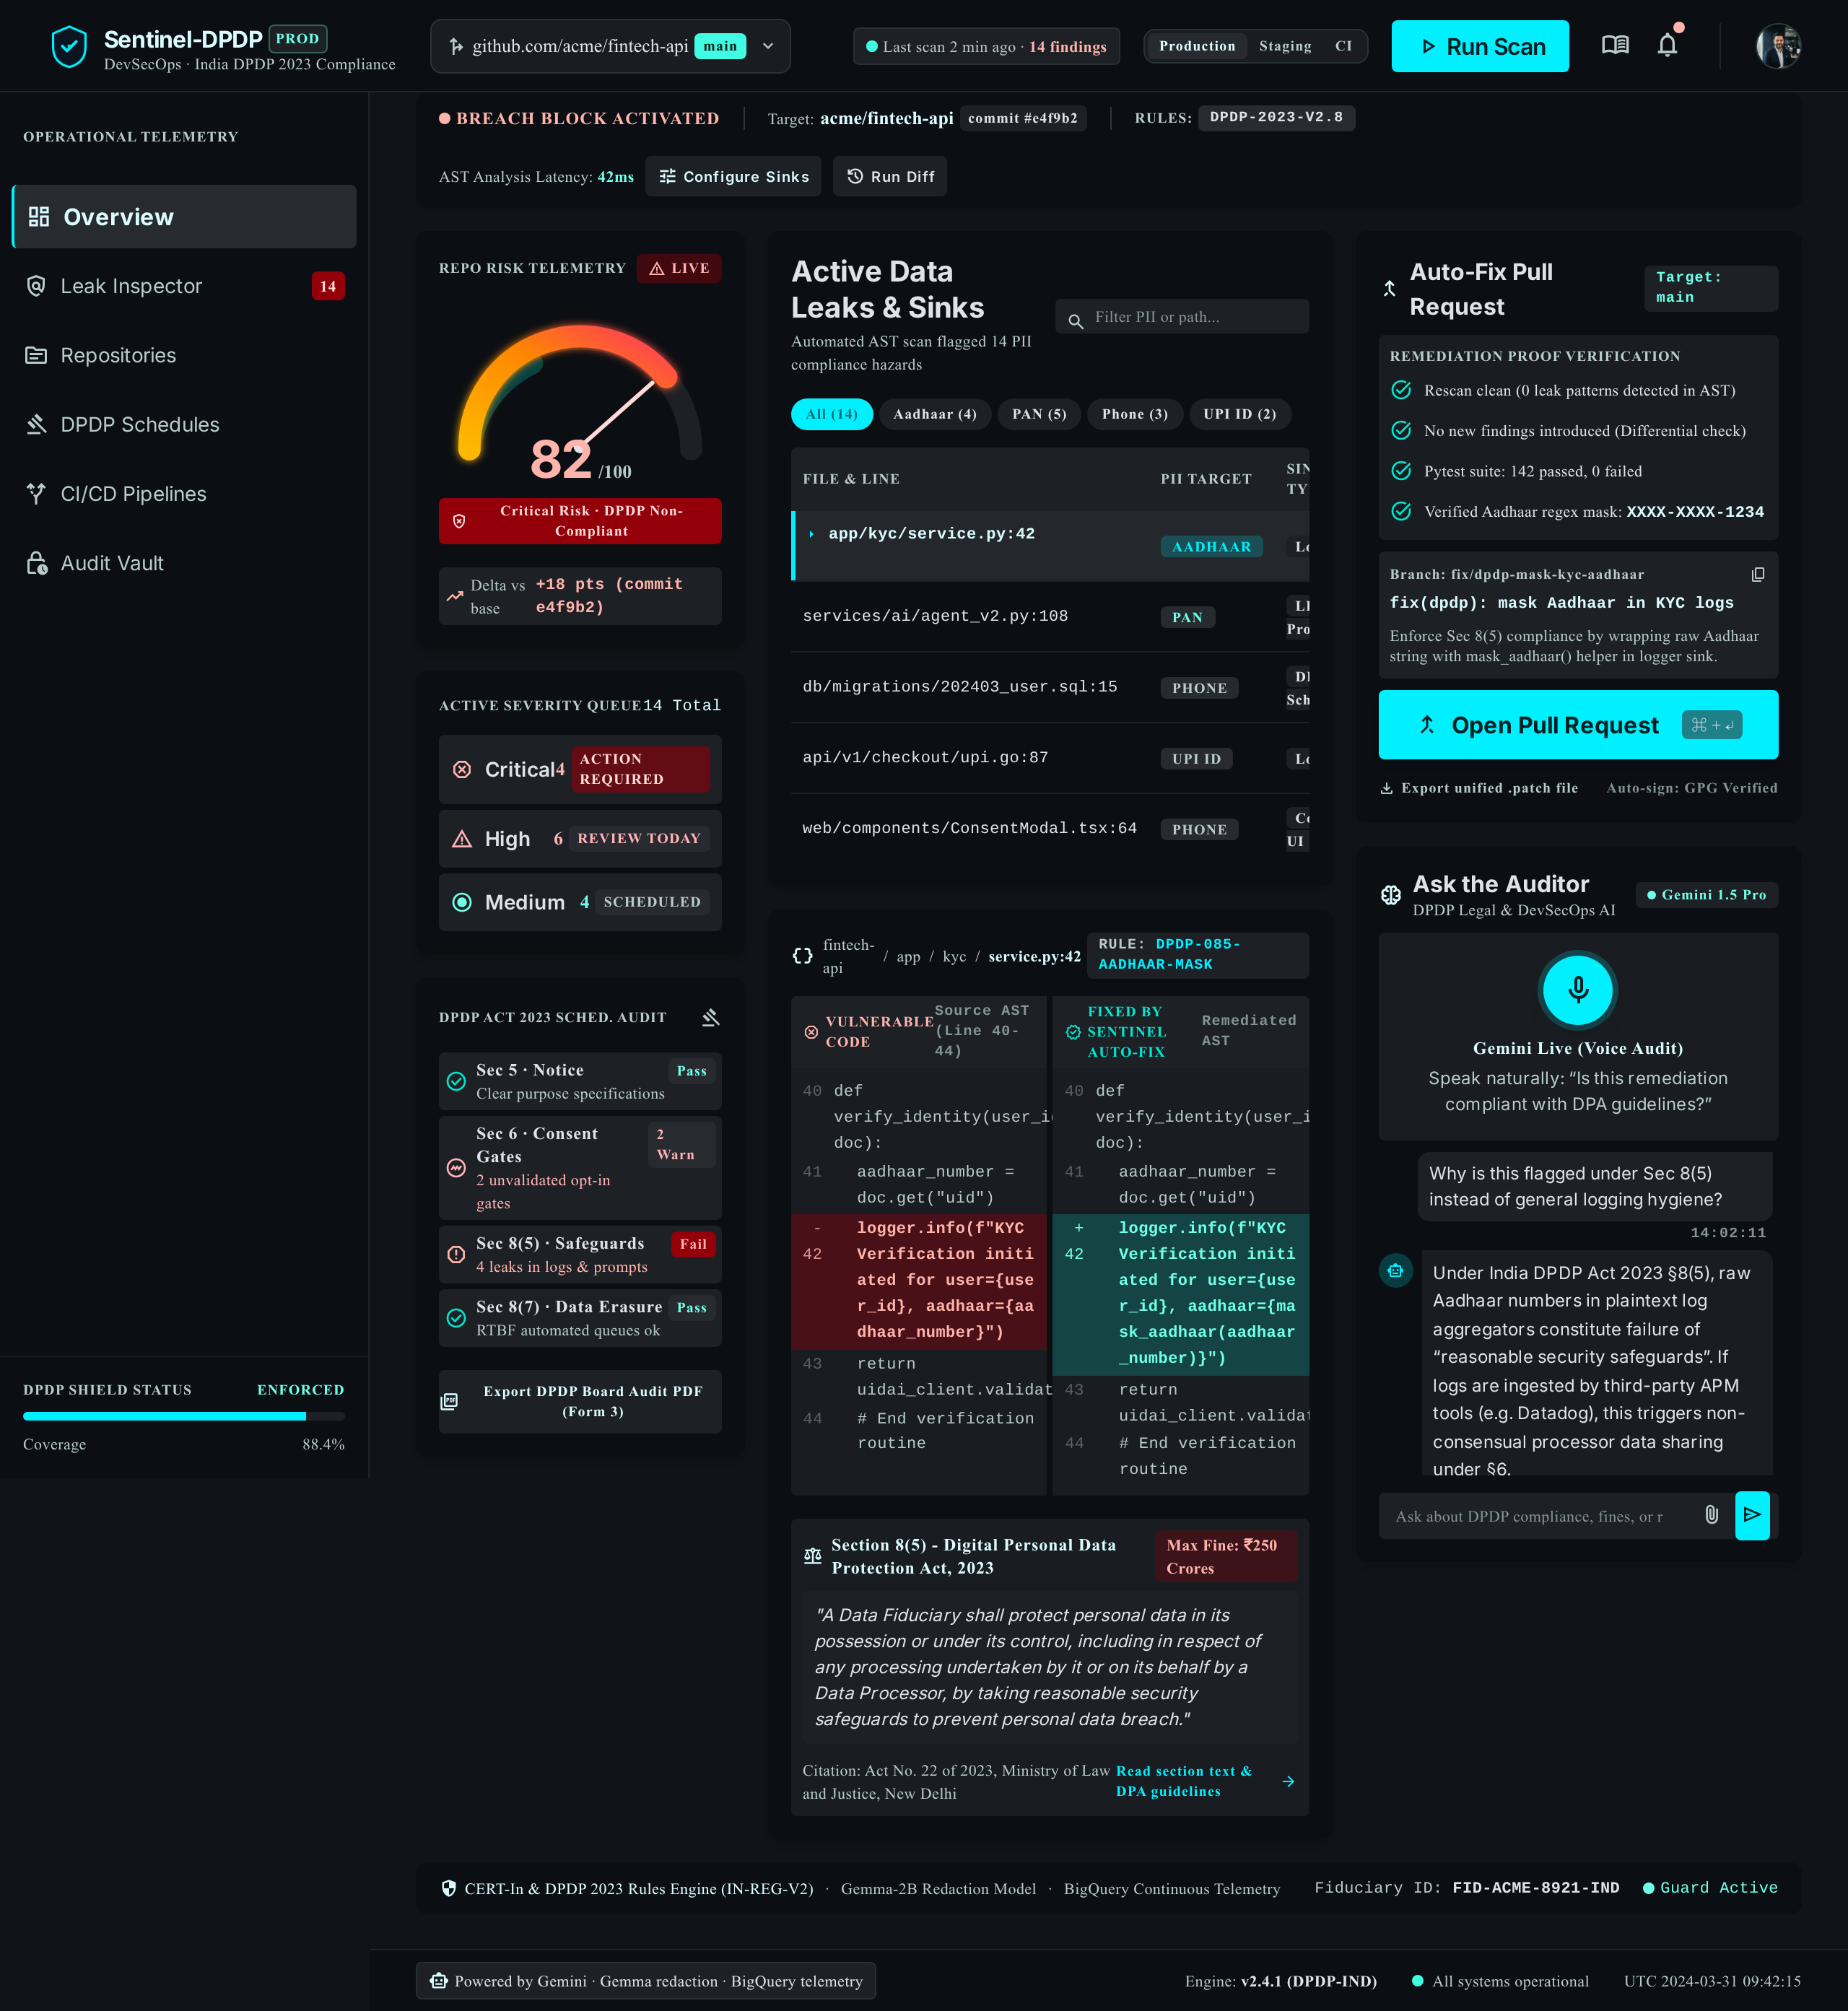 Sentinel-DPDP PROD
DevSecOps · India DPDP 2023 Compliance
github.com/acme/fintech-api main
Last scan 2 min ago · 14 findings
Production Staging CI
Run Scan
OPERATIONAL TELEMETRY
Overview
Leak Inspector 14
Repositories
DPDP Schedules
CI/CD Pipelines
Audit Vault
DPDP SHIELD STATUS ENFORCED
Coverage 88.4%
BREACH BLOCK ACTIVATED Target: acme/fintech-api commit #e4f9b2 RULES: DPDP-2023-V2.8
AST Analysis Latency: 42ms Configure Sinks Run Diff
REPO RISK TELEMETRY LIVE
82 /100
Critical Risk · DPDP Non-
Compliant
Delta vs
base
+18 pts (commit
e4f9b2)
ACTIVE SEVERITY QUEUE 14 Total
Critical 4 ACTION
REQUIRED
High 6 REVIEW TODAY
Medium 4 SCHEDULED
DPDP ACT 2023 SCHED. AUDIT
Sec 5 · Notice Pass
Clear purpose specifications
Sec 6 · Consent
Gates
2
Warn
2 unvalidated opt-in
gates
Sec 8(5) · Safeguards Fail
4 leaks in logs & prompts
Sec 8(7) · Data Erasure Pass
RTBF automated queues ok
Export DPDP Board Audit PDF
(Form 3)
Active Data
Leaks & Sinks
Automated AST scan flagged 14 PII
compliance hazards
Filter PII or path...
All (14) Aadhaar (4) PAN (5) Phone (3) UPI ID (2)
FILE & LINE PII TARGET
app/kyc/service.py:42 AADHAAR
services/ai/agent_v2.py:108 PAN
db/migrations/202403_user.sql:15 PHONE
api/v1/checkout/upi.go:87 UPI ID
web/components/ConsentModal.tsx:64 PHONE
UI
fintech-
api
/ app / kyc / service.py:42
RULE: DPDP-085-
AADHAAR-MASK
VULNERABLE
CODE
Source AST
(Line 40-
44)
40 def
verify_identity(user_i
doc):
41 aadhaar_number =
doc.get("uid")
- logger.info(f"KYC
42 Verification initi
ated for user={use
r_id}, aadhaar={aa
dhaar_number}")
43 return
uidai_client.validat
44 # End verification
routine
FIXED BY
SENTINEL
AUTO-FIX
Remediated
AST
40 def
verify_identity(user_i
doc):
41 aadhaar_number =
doc.get("uid")
+ logger.info(f"KYC
42 Verification initi
ated for user={use
r_id}, aadhaar={ma
sk_aadhaar(aadhaar
_number)}")
43 return
uidai_client.validat
44 # End verification
routine
Section 8(5) - Digital Personal Data
Protection Act, 2023
Max Fine: ₹250
Crores
"A Data Fiduciary shall protect personal data in its
possession or under its control, including in respect of
any processing undertaken by it or on its behalf by a
Data Processor, by taking reasonable security
safeguards to prevent personal data breach."
Citation: Act No. 22 of 2023, Ministry of Law
and Justice, New Delhi
Read section text &
DPA guidelines
Auto-Fix Pull
Request
Target:
main
REMEDIATION PROOF VERIFICATION
Rescan clean (0 leak patterns detected in AST)
No new findings introduced (Differential check)
Pytest suite: 142 passed, 0 failed
Verified Aadhaar regex mask: XXXX-XXXX-1234
Branch: fix/dpdp-mask-kyc-aadhaar
fix(dpdp): mask Aadhaar in KYC logs
Enforce Sec 8(5) compliance by wrapping raw Aadhaar
string with mask_aadhaar() helper in logger sink.
Open Pull Request ⌘+↵
Export unified .patch file Auto-sign: GPG Verified
Ask the Auditor
DPDP Legal & DevSecOps AI
Gemini 1.5 Pro
Gemini Live (Voice Audit)
Speak naturally: “Is this remediation
compliant with DPA guidelines?”
Why is this flagged under Sec 8(5)
instead of general logging hygiene?
14:02:11
Under India DPDP Act 2023 §8(5), raw
Aadhaar numbers in plaintext log
aggregators constitute failure of
“reasonable security safeguards”. If
logs are ingested by third-party APM
tools (e.g. Datadog), this triggers non-
consensual processor data sharing
under §6.
Ask about DPDP compliance, fines, or r
CERT-In & DPDP 2023 Rules Engine (IN-REG-V2) · Gemma-2B Redaction Model · BigQuery Continuous Telemetry
Fiduciary ID: FID-ACME-8921-IND Guard Active
Powered by Gemini · Gemma redaction · BigQuery telemetry
Engine: v2.4.1 (DPDP-IND) All systems operational UTC 2024-03-31 09:42:15